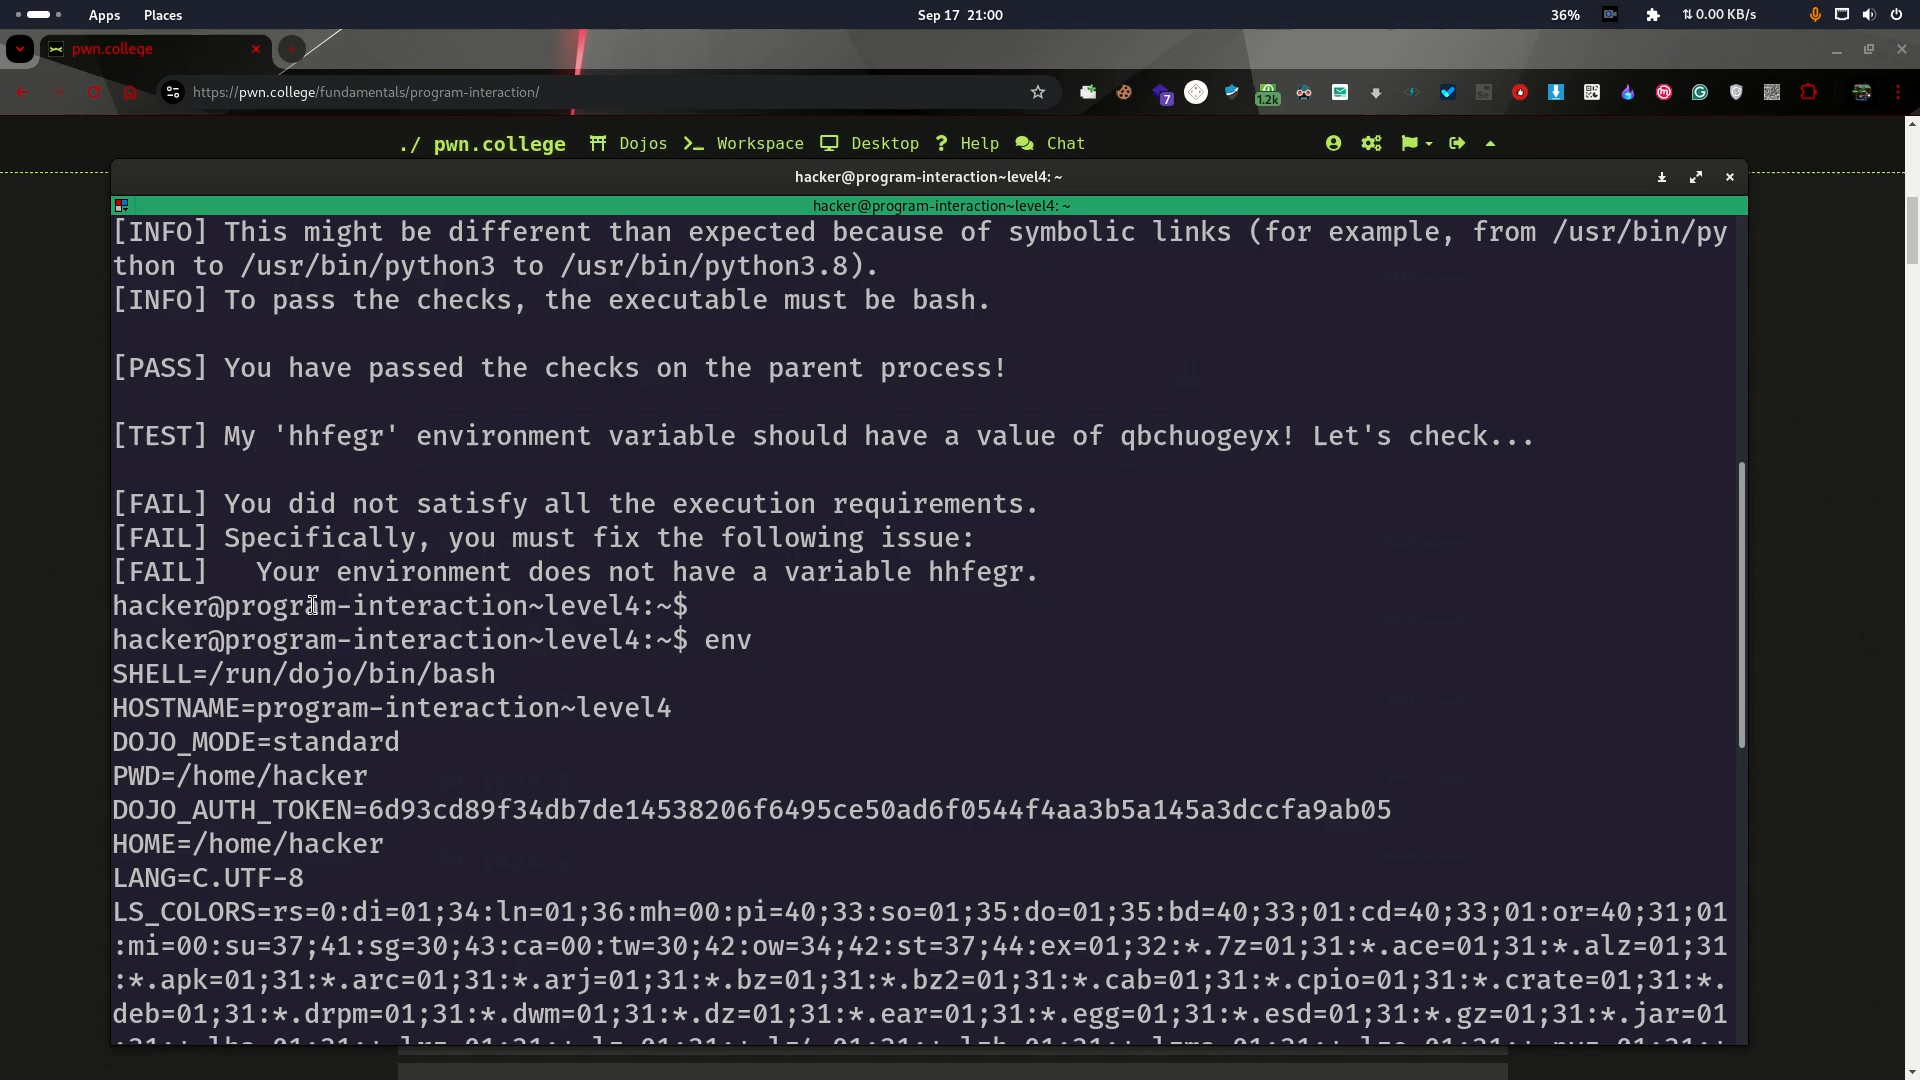 Apps Places Sep 17 21:00 36% ⇅ 0.00 KB/s
pwn.college
https://pwn.college/fundamentals/program-interaction/ 7 1.2k
./ pwn.college Dojos Workspace Desktop ? Help Chat
hacker@program-interaction~level4: ~
hacker@program-interaction~level4: ~
[INFO] This might be different than expected because of symbolic links (for example, from /usr/bin/py
thon to /usr/bin/python3 to /usr/bin/python3.8).
[INFO] To pass the checks, the executable must be bash.
[PASS] You have passed the checks on the parent process!
[TEST] My 'hhfegr' environment variable should have a value of qbchuogeyx! Let's check...
[FAIL] You did not satisfy all the execution requirements.
[FAIL] Specifically, you must fix the following issue:
[FAIL]   Your environment does not have a variable hhfegr.
hacker@program-interaction~level4:~$
hacker@program-interaction~level4:~$ env
SHELL=/run/dojo/bin/bash
HOSTNAME=program-interaction~level4
DOJO_MODE=standard
PWD=/home/hacker
DOJO_AUTH_TOKEN=6d93cd89f34db7de14538206f6495ce50ad6f0544f4aa3b5a145a3dccfa9ab05
HOME=/home/hacker
LANG=C.UTF-8
LS_COLORS=rs=0:di=01;34:ln=01;36:mh=00:pi=40;33:so=01;35:do=01;35:bd=40;33;01:cd=40;33;01:or=40;31;01
:mi=00:su=37;41:sg=30;43:ca=00:tw=30;42:ow=34;42:st=37;44:ex=01;32:*.7z=01;31:*.ace=01;31:*.alz=01;31
:*.apk=01;31:*.arc=01;31:*.arj=01;31:*.bz=01;31:*.bz2=01;31:*.cab=01;31:*.cpio=01;31:*.crate=01;31:*.
deb=01;31:*.drpm=01;31:*.dwm=01;31:*.dz=01;31:*.ear=01;31:*.egg=01;31:*.esd=01;31:*.gz=01;31:*.jar=01